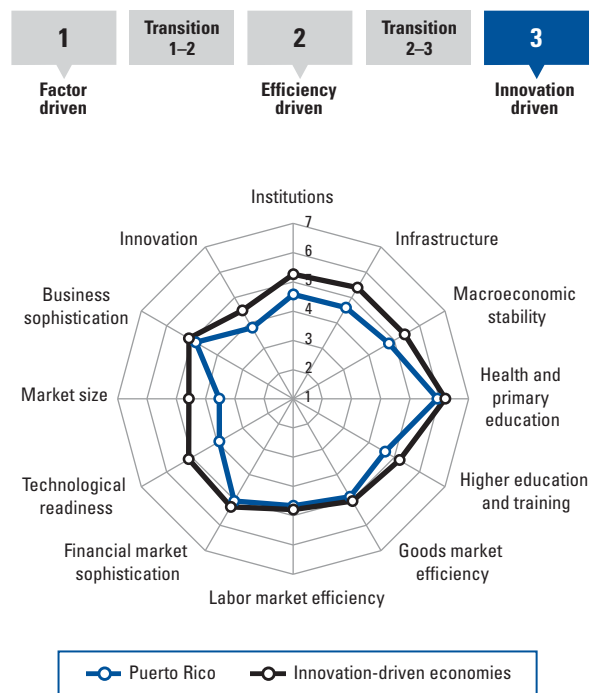 1
Transition
1–2
2
Transition
2–3
3
Factor
driven
Efficiency
driven
Innovation
driven
Institutions
7
Innovation
Infrastructure
6
5
Business
sophistication
Macroeconomic
stability
4
3
2
Market size
1
Health and
primary
education
Technological
readiness
Higher education
and training
Financial market
sophistication
Goods market
efficiency
Labor market efficiency
Puerto Rico
Innovation-driven economies